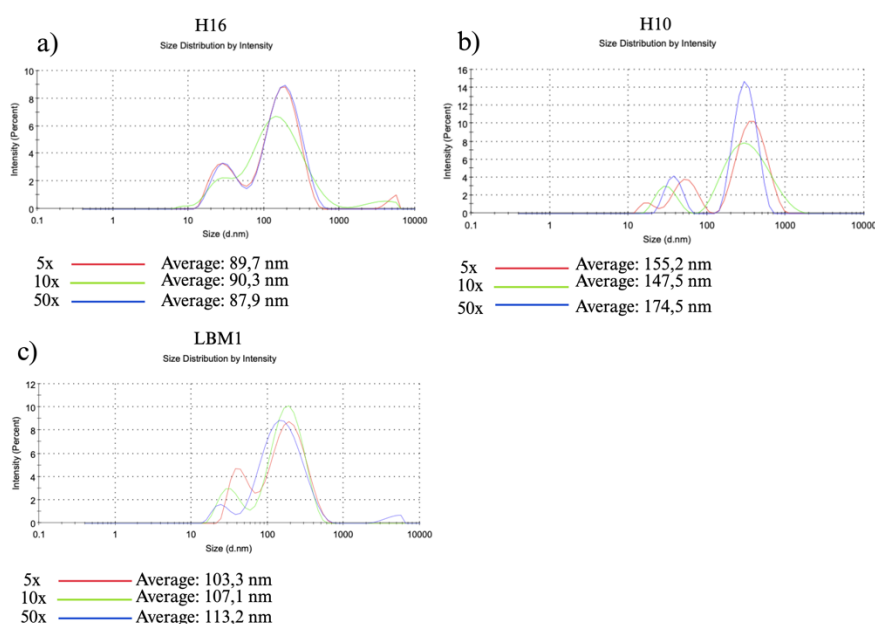 a)
H16
Size Distribution by Intensity
Intensity (Percent)
10
8
6
4
2
0
0.1 1 10 100 1000 10000
Size (d.nm)
5x Average: 89,7 nm
10x Average: 90,3 nm
50x Average: 87,9 nm
b)
H10
Size Distribution by Intensity
Intensity (Percent)
16
14
12
10
8
6
4
2
0
0.1 1 10 100 1000 10000
Size (d.nm)
5x Average: 155,2 nm
10x Average: 147,5 nm
50x Average: 174,5 nm
c)
LBM1
Size Distribution by Intensity
Intensity (Percent)
12
10
8
6
4
2
0
0.1 1 10 100 1000 10000
Size (d.nm)
5x Average: 103,3 nm
10x Average: 107,1 nm
50x Average: 113,2 nm